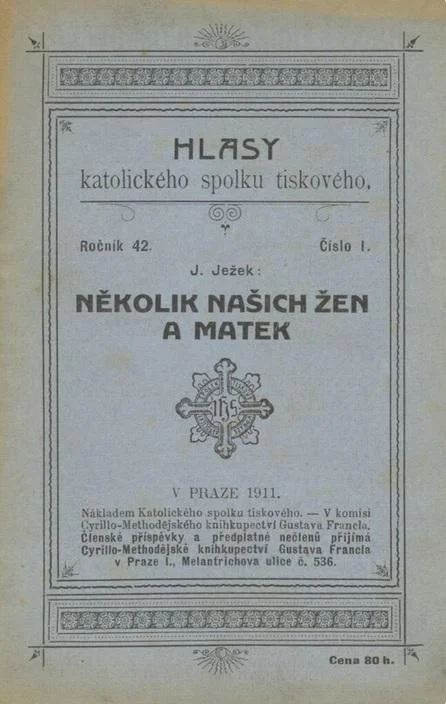 HLASY
katolického spolku tiskového.
Ročník 42.
Číslo 1.
J. Ježek:
NĚKOLIK NAŠICH ŽEN
A MATEK
IHS
V PRAZE 1911.
Nákladem Katolického spolku tiskového. — V komisi
Cyrillo-Methodějského knihkupectví Gustava Francla.
Členské příspěvky a předplatné nečlenů přijímá
Cyrillo-Methodějské knihkupectví Gustava Francla
v Praze I., Melantrichova ulice č. 536.
Cena 80 h.